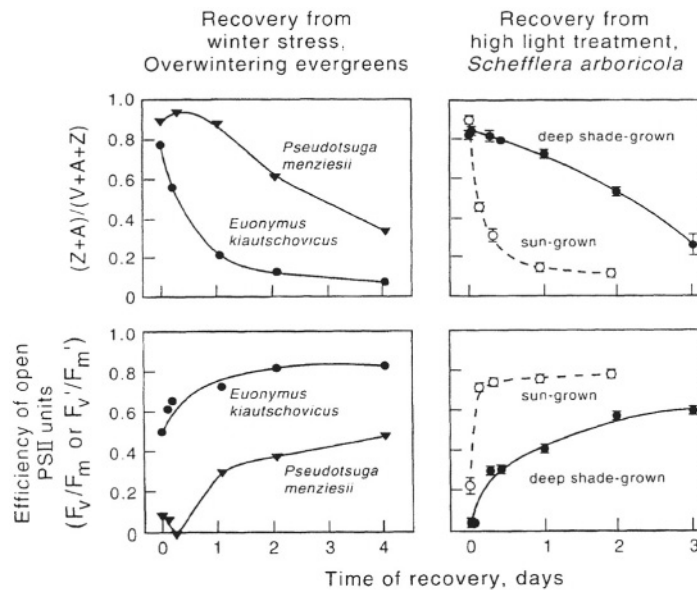 Recovery from
winter stress,
Overwintering evergreens
Recovery from
high light treatment,
Schefflera arboricola
(Z+A)/(V+A+Z)
1.0
0.8
0.6
0.4
0.2
0
Pseudotsuga
menziesii
Euonymus
kiautschovicus
deep shade-grown
sun-grown
Efficiency of open
PSII units
(Fv/Fm or Fv'/Fm')
1.0
0.8
0.6
0.4
0.2
0
Euonymus
kiautschovicus
Pseudotsuga
menziesii
sun-grown
deep shade-grown
0 1 2 3 4
0 1 2 3
Time of recovery, days